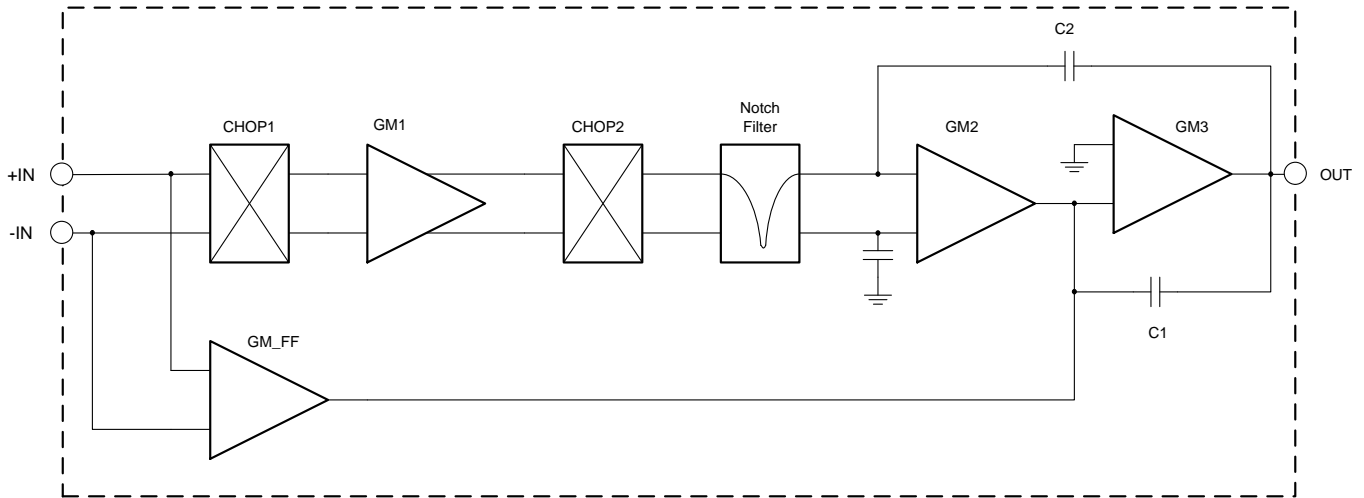 C2
Notch
Filter
CHOP1
GM1
CHOP2
GM2
GM3
+IN
OUT
-IN
C1
GM_FF